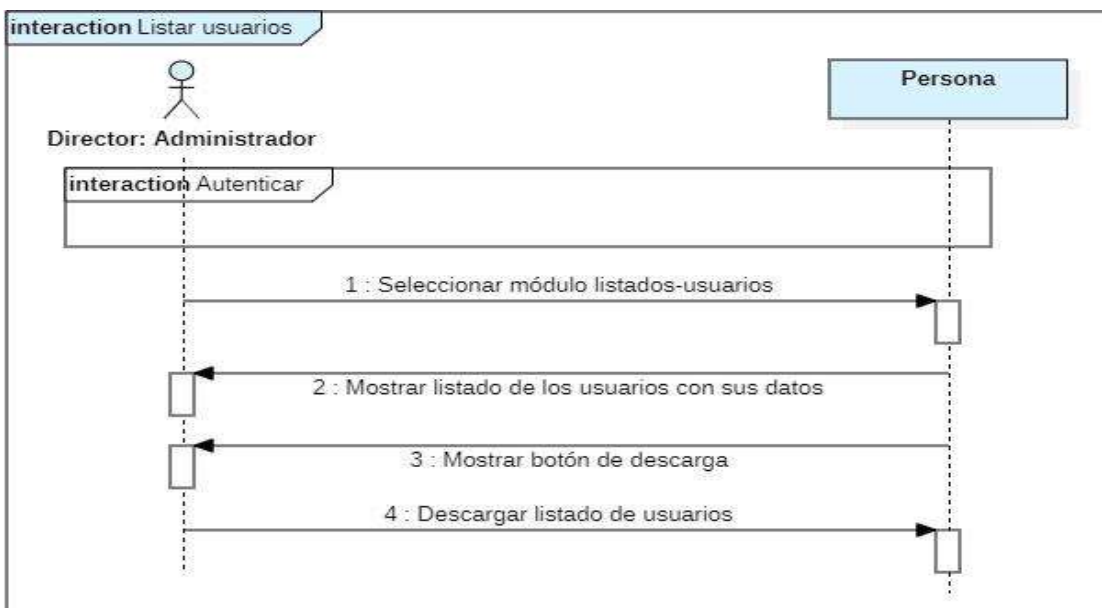 interaction Listar usuarios
Persona
Director: Administrador
interaction Autenticar
1 : Seleccionar módulo listados-usuarios
2 : Mostrar listado de los usuarios con sus datos
3 : Mostrar botón de descarga
4 : Descargar listado de usuarios